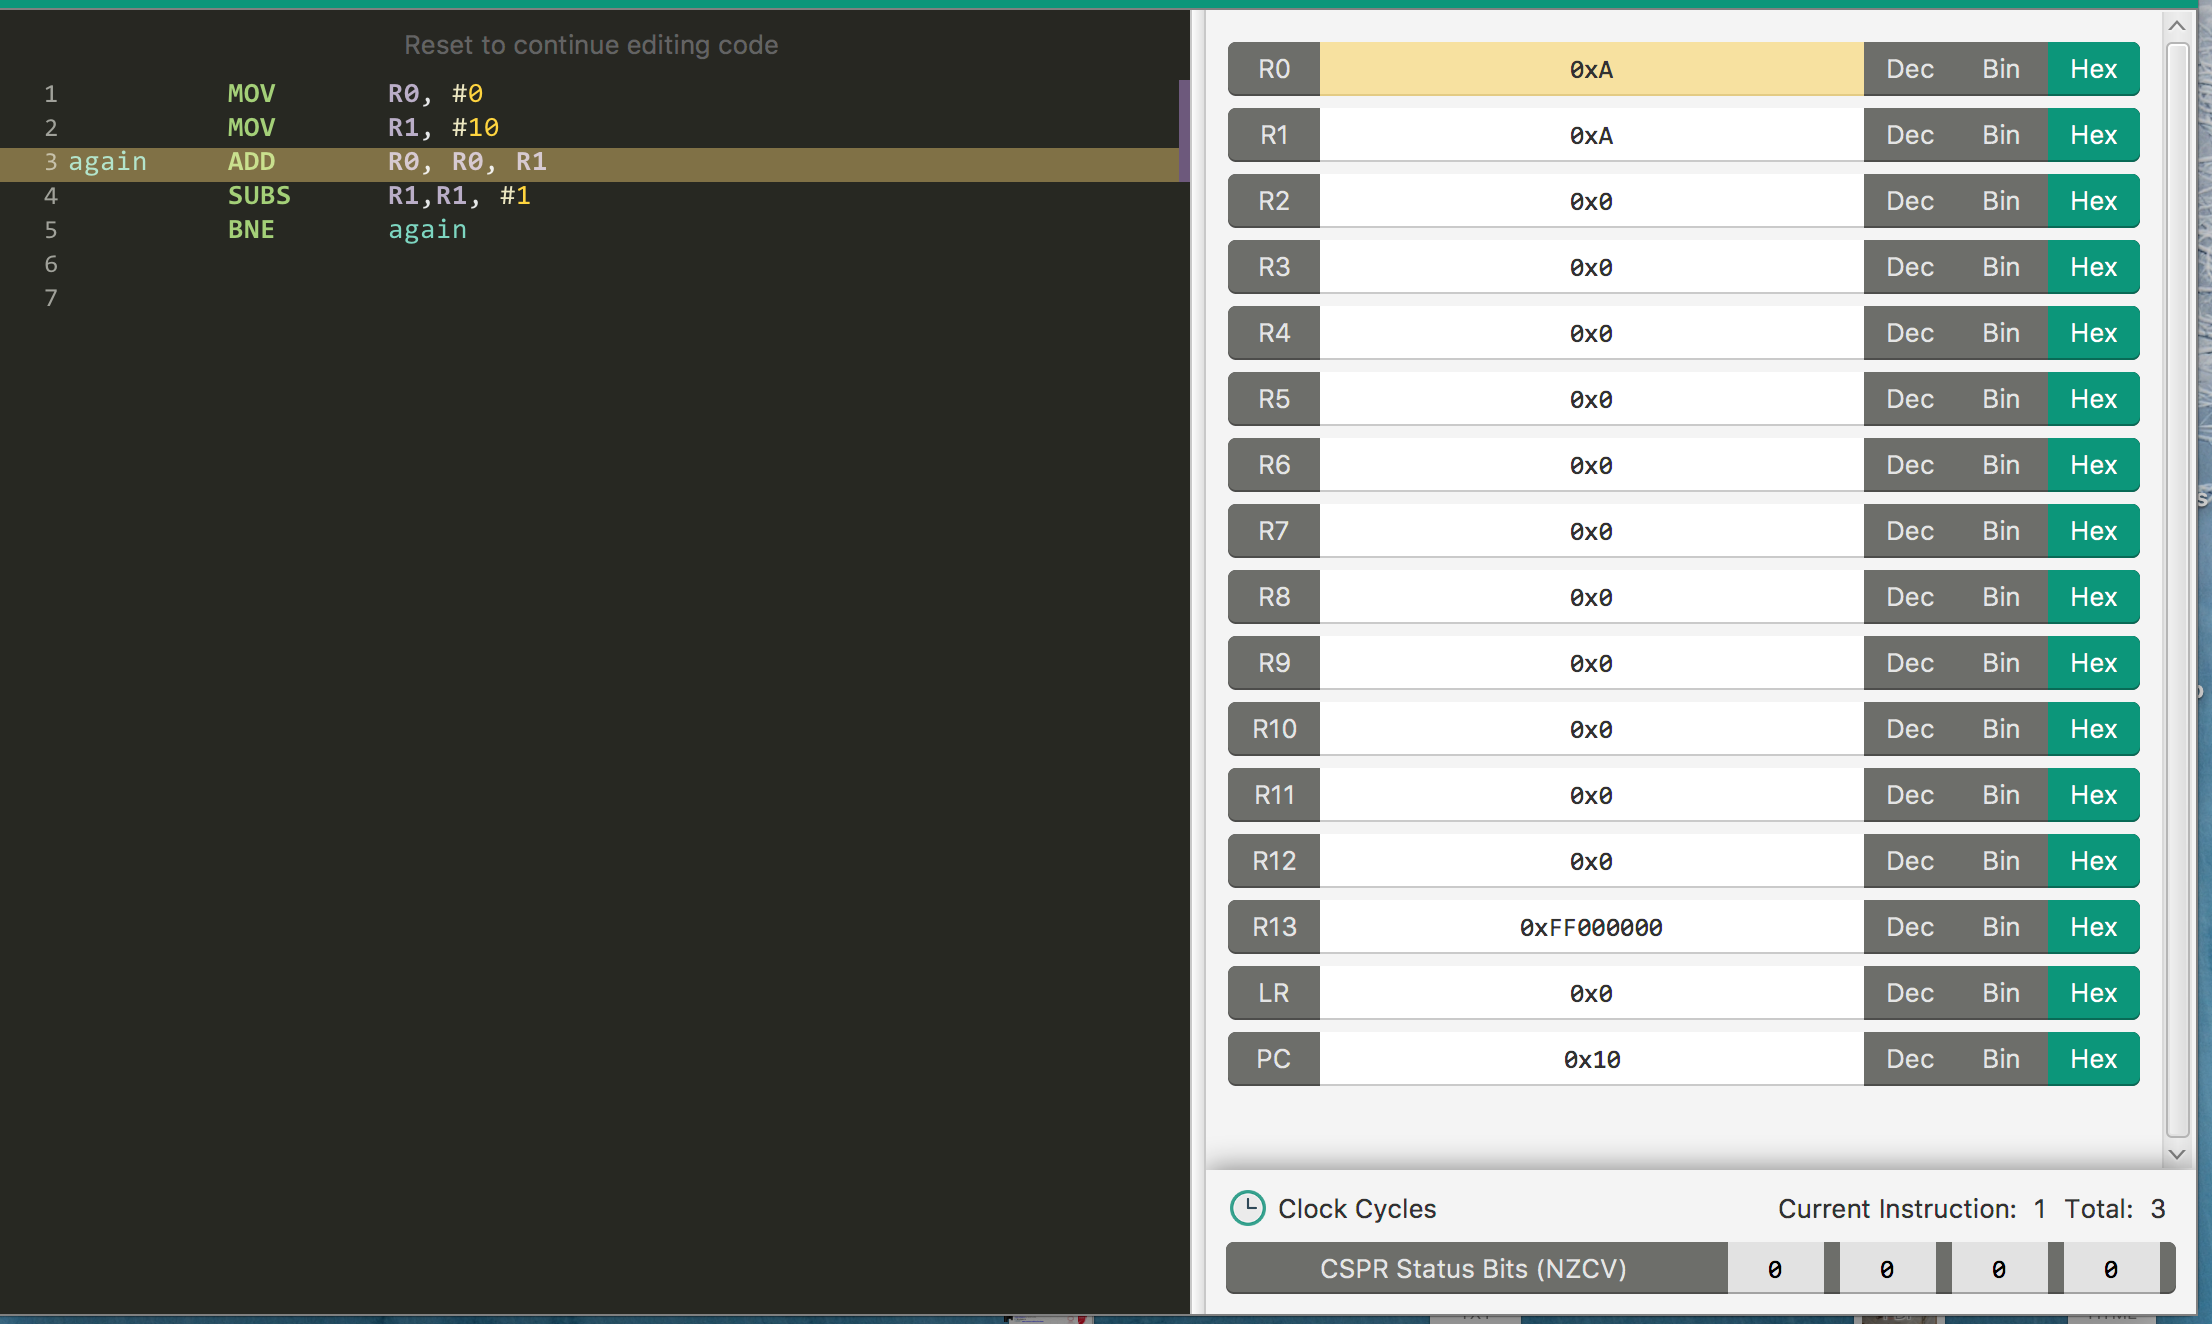 Reset to continue editing code
1 MOV R0, #0
2 MOV R1, #10
3 again ADD R0, R0, R1
4 SUBS R1,R1, #1
5 BNE again
6
7
R0 0xA Dec Bin Hex
R1 0xA Dec Bin Hex
R2 0x0 Dec Bin Hex
R3 0x0 Dec Bin Hex
R4 0x0 Dec Bin Hex
R5 0x0 Dec Bin Hex
R6 0x0 Dec Bin Hex
R7 0x0 Dec Bin Hex
R8 0x0 Dec Bin Hex
R9 0x0 Dec Bin Hex
R10 0x0 Dec Bin Hex
R11 0x0 Dec Bin Hex
R12 0x0 Dec Bin Hex
R13 0xFF000000 Dec Bin Hex
LR 0x0 Dec Bin Hex
PC 0x10 Dec Bin Hex
Clock Cycles Current Instruction: 1 Total: 3
CSPR Status Bits (NZCV) 0 0 0 0